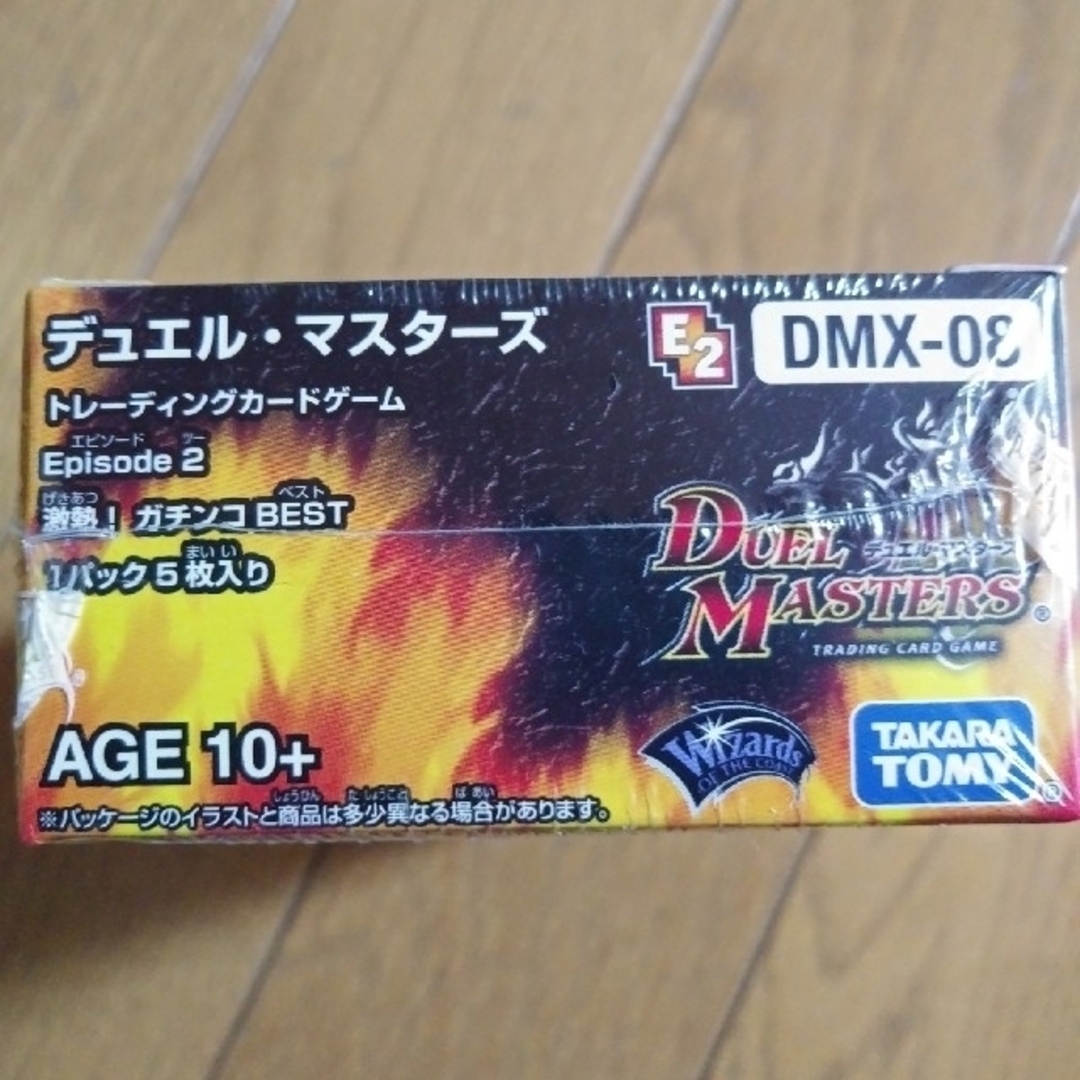 デュエル・マスターズ
E2
DMX-08
トレーディングカードゲーム
エピソード ツー
Episode 2
げきあつ ベスト
激熱! ガチンコBEST
まい い
1パック5枚入り
DUEL デュエル・マスターズ
MASTERS ®
TRADING CARD GAME
AGE 10+
Wizards
OF THE COAST
TAKARA
TOMY ®
しょうひん た しょうこと ば あい
※パッケージのイラストと商品は多少異なる場合があります。